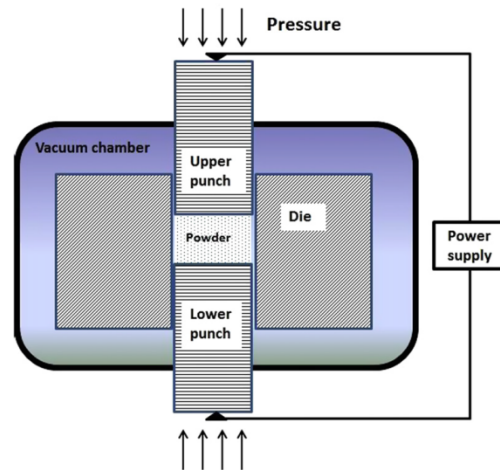 Pressure
Vacuum chamber
Upper
punch
Die
Powder
Power
supply
Lower
punch